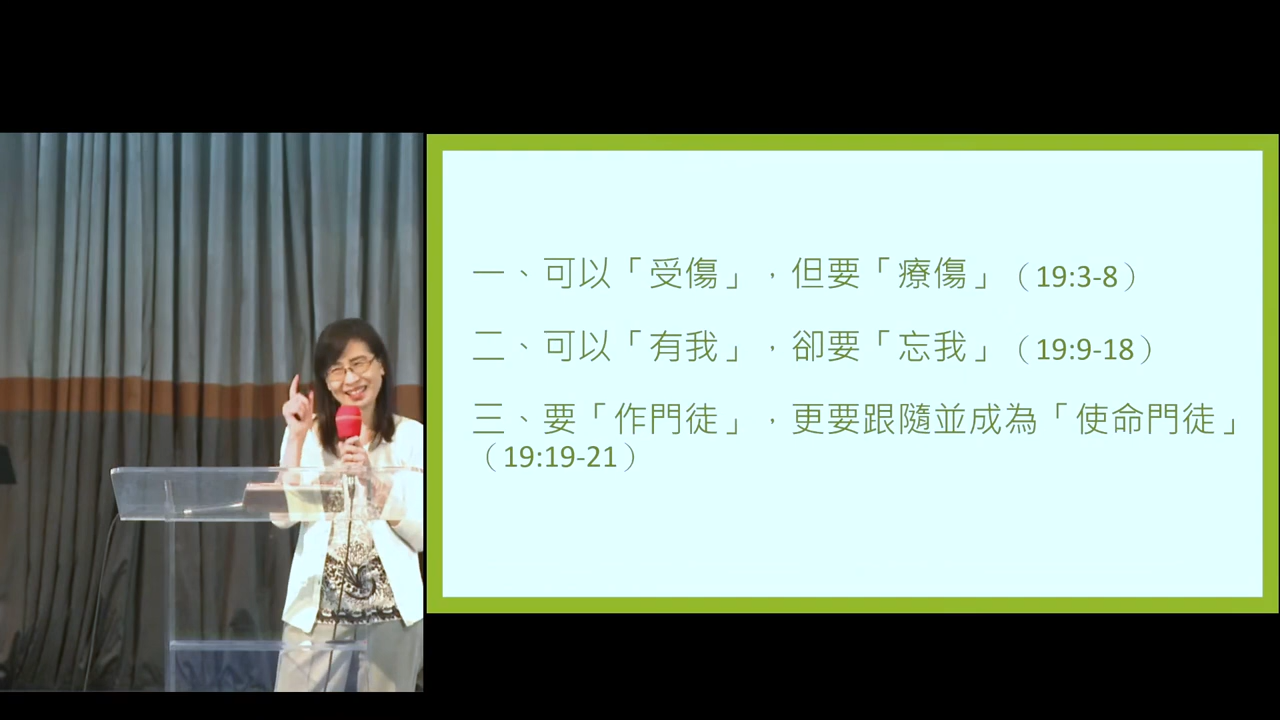 一、可以「受傷」，但要「療傷」（19:3-8）
二、可以「有我」，卻要「忘我」（19:9-18）
三、要「作門徒」，更要跟隨並成為「使命門徒」
（19:19-21）